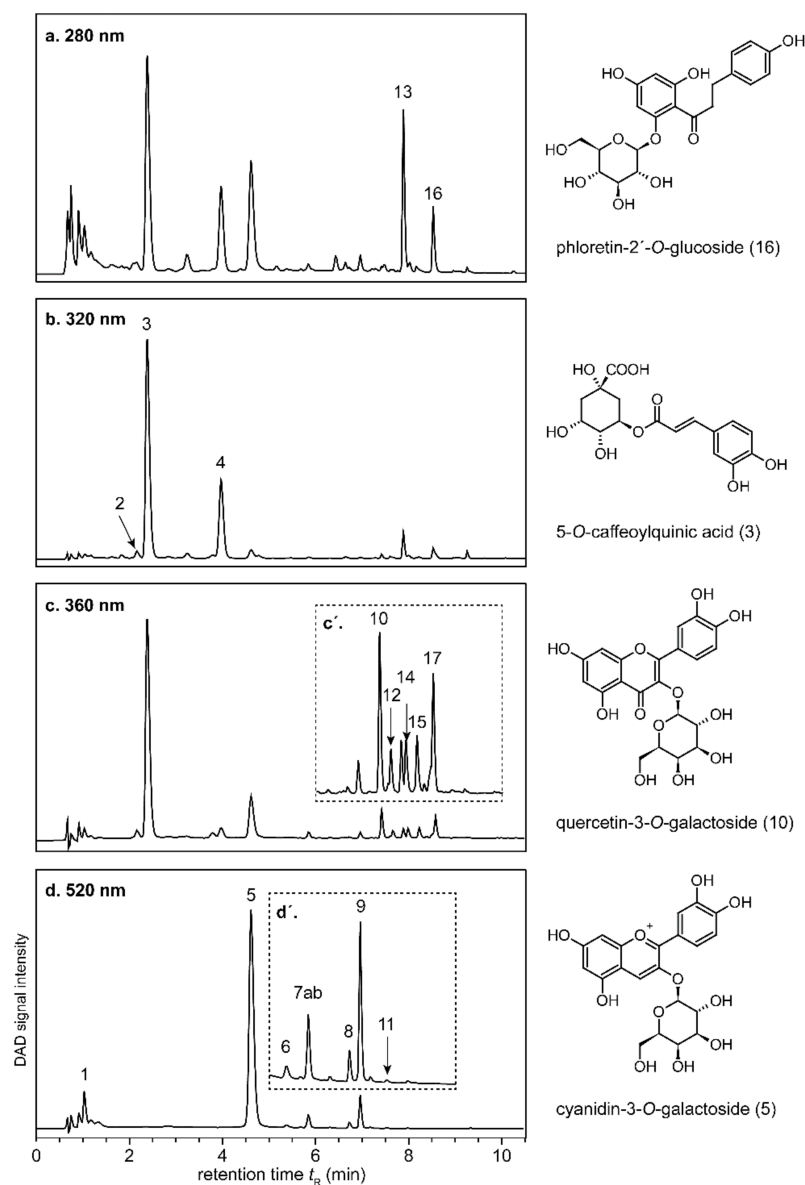 a. 280 nm
13
16
OH
HO
OH
O
O
O
HO
HO
OH
OH
phloretin-2´-O-glucoside (16)
b. 320 nm
3
4
2
HO
COOH
O
HO
O
OH
OH
OH
5-O-caffeoylquinic acid (3)
c. 360 nm
c´.
10
17
14
12
15
OH
OH
HO
O
O
OH
O
O
OH
OH
OH
OH
quercetin-3-O-galactoside (10)
d. 520 nm
5
d´.
9
7ab
8
11
6
1
OH
OH
HO
O+
O
OH
O
OH
OH
OH
OH
cyanidin-3-O-galactoside (5)
DAD signal intensity
0 2 4 6 8 10
retention time tR (min)